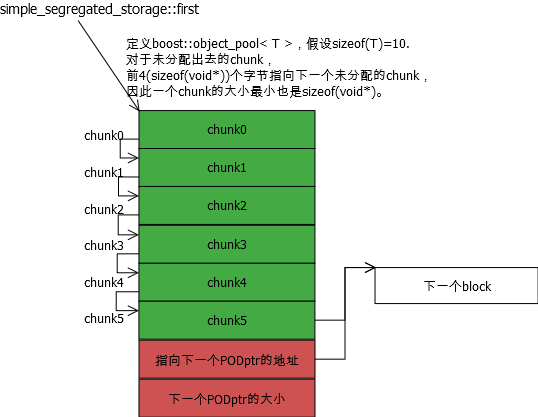 simple_segregated_storage::first
定义boost::object_pool< T >，假设sizeof(T)=10.
对于未分配出去的chunk，
前4(sizeof(void*))个字节指向下一个未分配的chunk，
因此一个chunk的大小最小也是sizeof(void*)。
chunk0
chunk0
chunk1
chunk1
chunk2
chunk2
chunk3
chunk3
chunk4
chunk4
chunk5
chunk5
下一个block
指向下一个PODptr的地址
下一个PODptr的大小